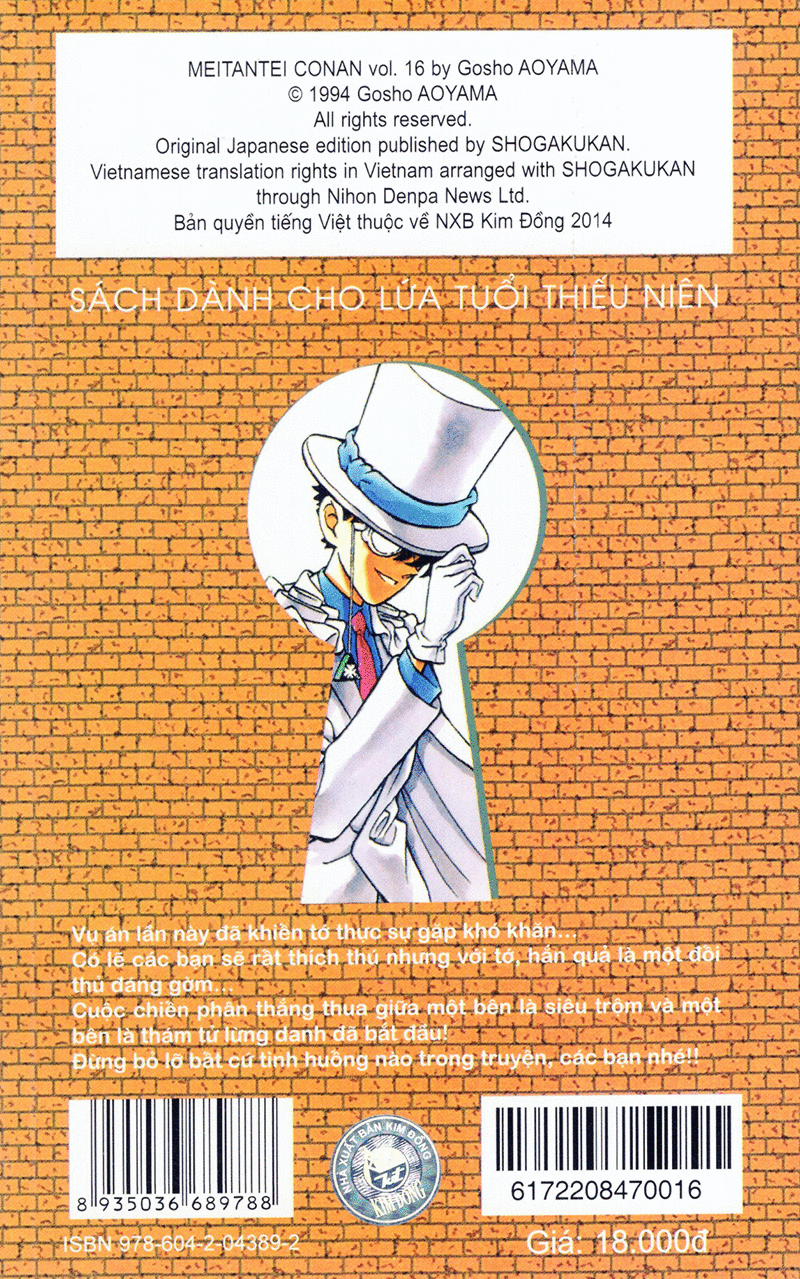 MEITANTEI CONAN vol. 16 by Gosho AOYAMA
© 1994 Gosho AOYAMA
All rights reserved.
Original Japanese edition published by SHOGAKUKAN.
Vietnamese translation rights in Vietnam arranged with SHOGAKUKAN
through Nihon Denpa News Ltd.
Bản quyền tiếng Việt thuộc về NXB Kim Đồng 2014
SÁCH DÀNH CHO LỨA TUỔI THIẾU NIÊN
Vụ án lần này đã khiến tớ thực sự gặp khó khăn...
Có lẽ các bạn sẽ rất thích thú nhưng với tớ, hắn quả là một đối
thủ đáng gờm...
Cuộc chiến phân thắng thua giữa một bên là siêu trộm và một
bên là thám tử lừng danh đã bắt đầu!
Đừng bỏ lỡ bất cứ tình huống nào trong truyện, các bạn nhé!!
8 935036 689788
NHÀ XUẤT BẢN KIM ĐỒNG
KIM ĐỒNG
6172208470016
ISBN 978-604-2-04389-2
Giá: 18.000đ